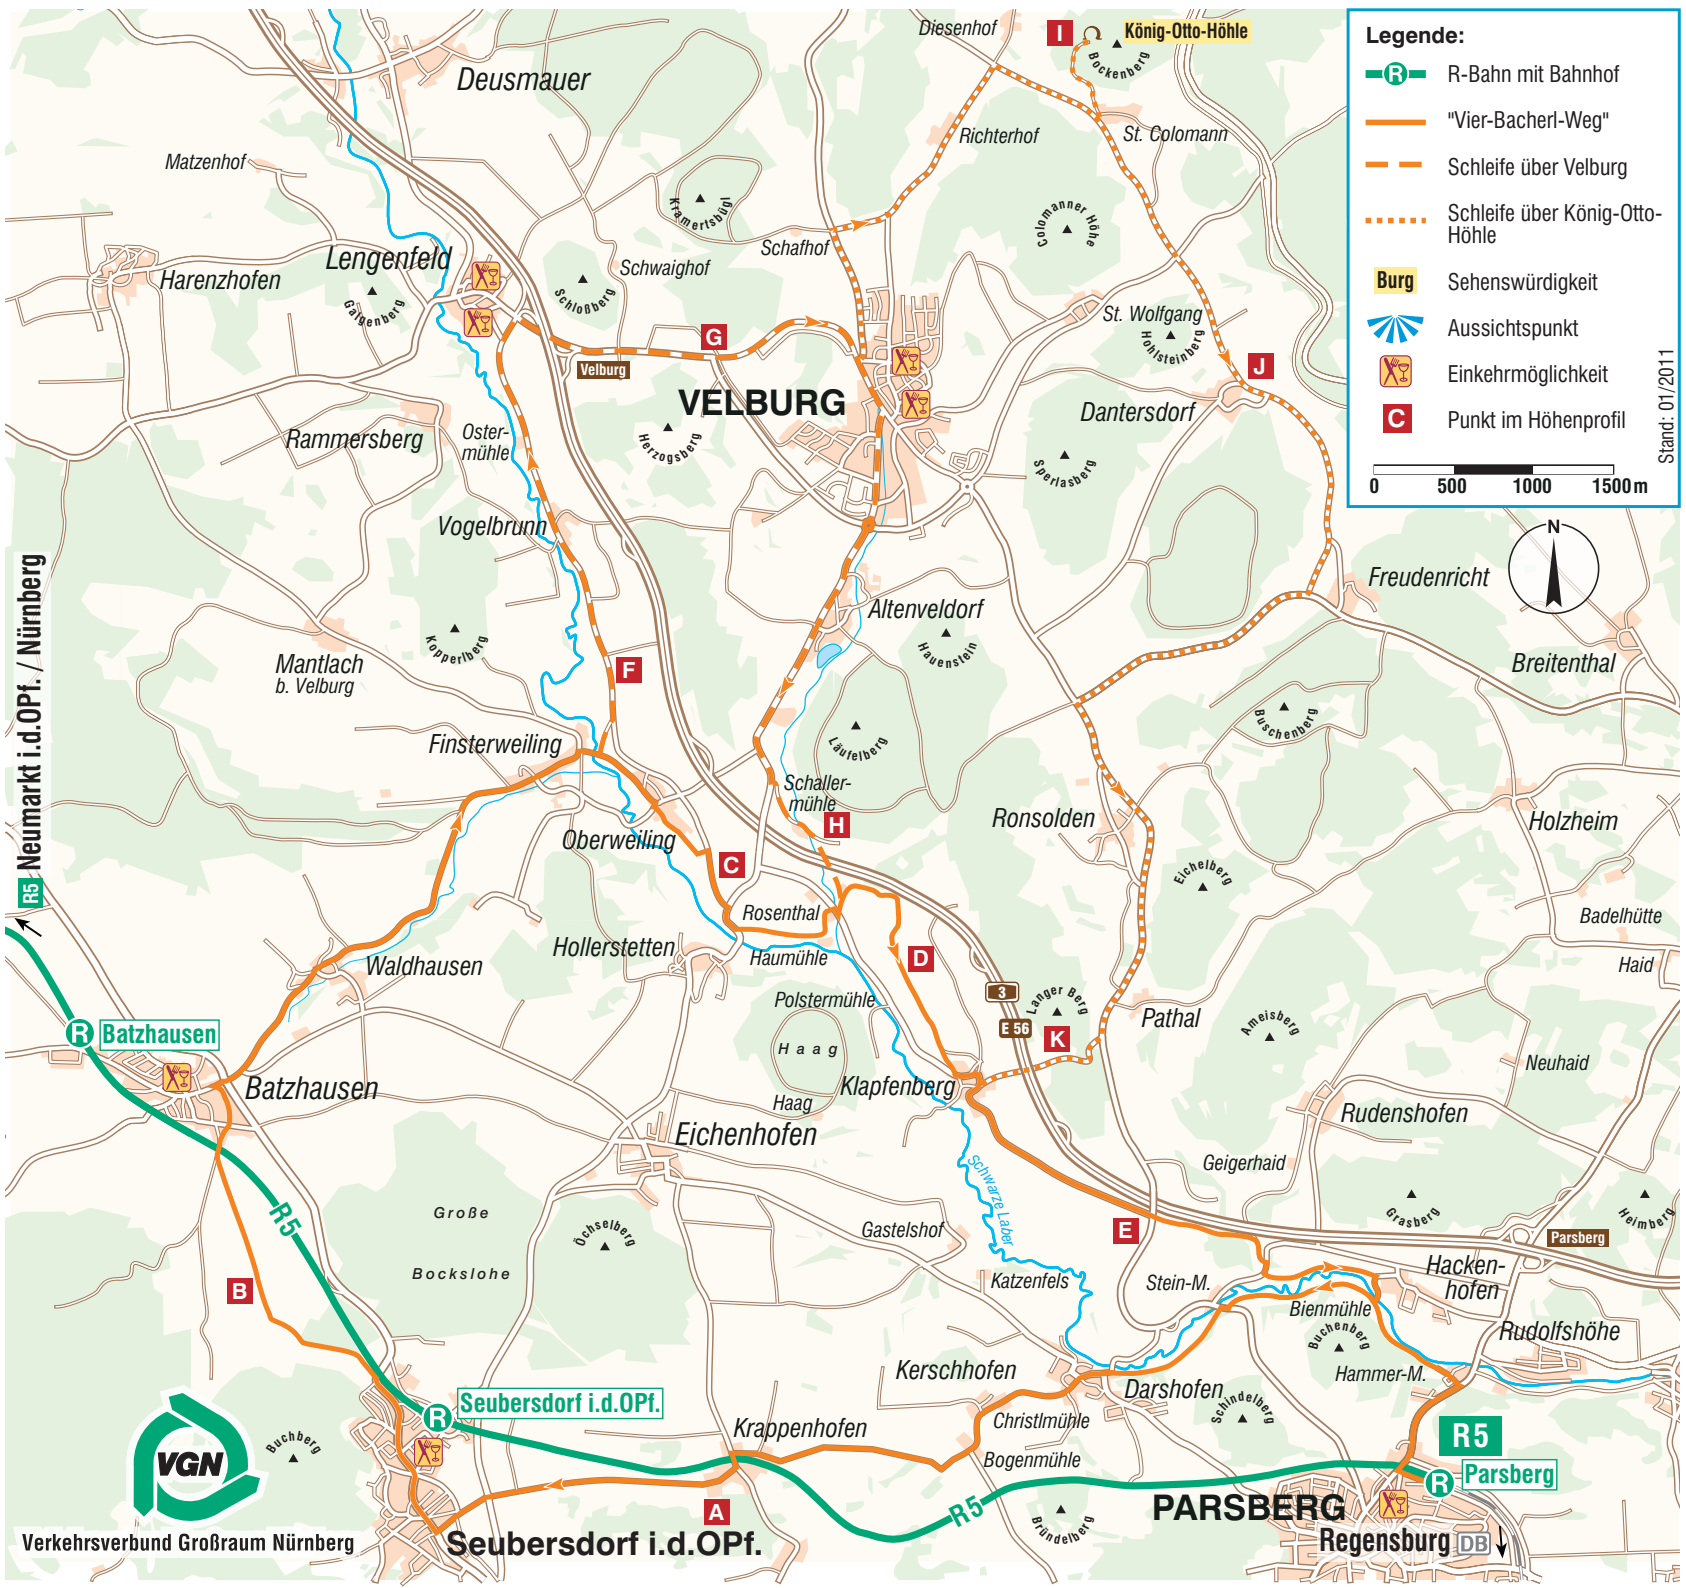 Diesenhof
I
König-Otto-Höhle
Bockenberg
Deusmauer
Richterhof
St. Colomann
Matzenhof
Kramertsbügl
Colomanner Höhe
Schafhof
Lengenfeld
Schwaighof
Harenzhofen
Galgenberg
Schloßberg
St. Wolfgang
Hohlsteinberg
G
Velburg
J
VELBURG
Dantersdorf
Rammersberg
Oster-
mühle
Herzogsberg
Sperlasberg
Vogelbrunn
Freudenricht
Altenveldorf
Kopperlberg
Hauenstein
Mantlach
b. Velburg
F
Breitenthal
Buschenberg
Läufelberg
Finsterweiling
Schaller-
mühle
H
Ronsolden
Holzheim
Oberweiling
C
Eichelberg
Rosenthal
Badelhütte
Hollerstetten
Haumühle
D
Waldhausen
Haid
Polstermühle
3
Langer Berg
E 56
K
Pathal
Ameisberg
R5 Neumarkt i.d.OPf. / Nürnberg
R
Batzhausen
Haag
Neuhaid
Batzhausen
Klapfenberg
Haag
Rudenshofen
Eichenhofen
Schwarze Laber
Geigerhaid
R5
Große
Bockslohe
Öchselberg
Gastelshof
E
Grasberg
Heimberg
Parsberg
Katzenfels
Stein-M.
Hacken-
hofen
B
Bienmühle
Buchenberg
Rudolfshöhe
Kerschhofen
Hammer-M.
Darshofen
Schindelberg
R
Seubersdorf i.d.OPf.
Krappenhofen
Christlmühle
Bogenmühle
R5
Buchberg
VGN
R
Parsberg
A
R5
Bründelberg
PARSBERG
Verkehrsverbund Großraum Nürnberg
Seubersdorf i.d.OPf.
Regensburg DB
Legende:
R
R-Bahn mit Bahnhof
"Vier-Bacherl-Weg"
Schleife über Velburg
Schleife über König-Otto-
Höhle
Burg
Sehenswürdigkeit
Aussichtspunkt
Einkehrmöglichkeit
C
Punkt im Höhenprofil
0 500 1000 1500 m
Stand: 01/2011
N